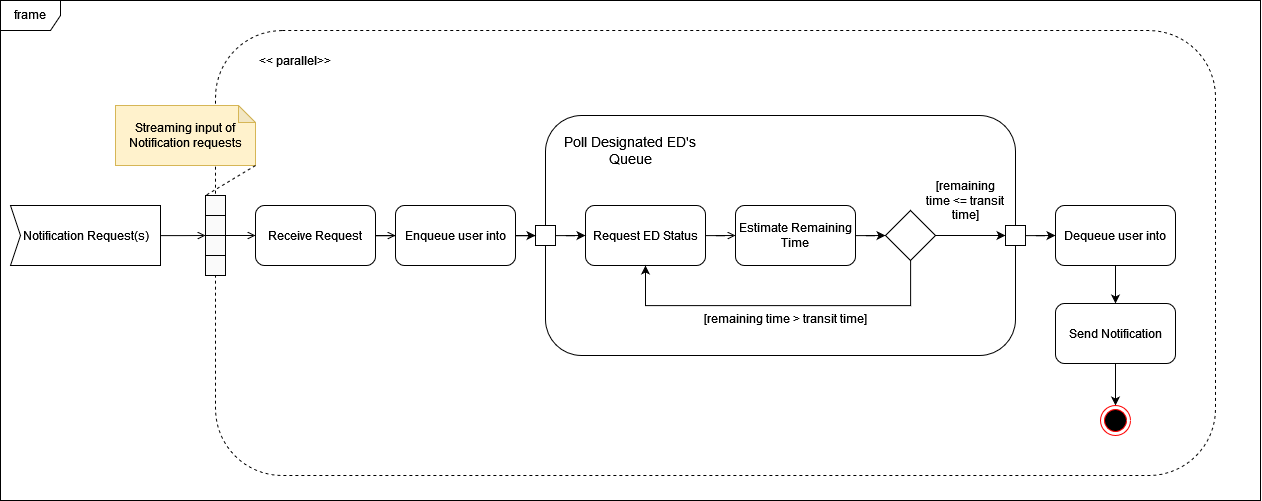 frame
<< parallel>>
Streaming input of
Notification requests
Poll Designated ED's
Queue
[remaining
time <= transit
time]
Notification Request(s)
Receive Request
Enqueue user into
Request ED Status
Estimate Remaining
Time
Dequeue user into
[remaining time > transit time]
Send Notification